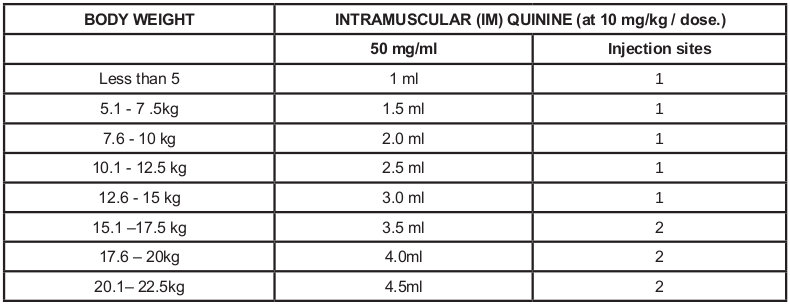 BODY WEIGHT INTRAMUSCULAR (IM) QUININE (at 10 mg/kg / dose.)
50 mg/ml Injection sites
Less than 5 1 ml 1
5.1 - 7 .5kg 1.5 ml 1
7.6 - 10 kg 2.0 ml 1
10.1 - 12.5 kg 2.5 ml 1
12.6 - 15 kg 3.0 ml 1
15.1 –17.5 kg 3.5 ml 2
17.6 – 20kg 4.0ml 2
20.1– 22.5kg 4.5ml 2